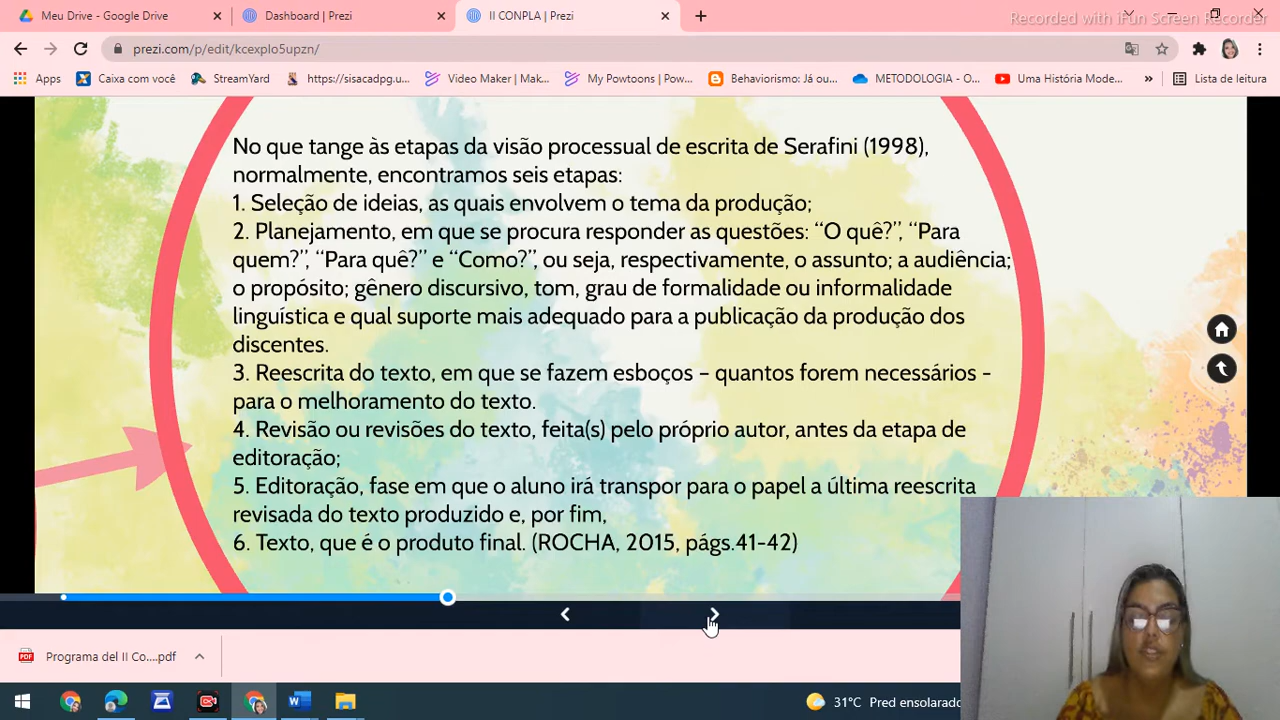 Meu Drive - Google Drive
Dashboard | Prezi
II CONPLA | Prezi
Recorded with iFun Screen Recorder
prezi.com/p/edit/kcexplo5upzn/
Apps
Caixa com você
StreamYard
https://sisacadpg.u...
Video Maker | Mak...
My Powtoons | Pow...
Behaviorismo: Já ou...
METODOLOGIA - O...
Uma História Mode...
»
Lista de leitura
No que tange às etapas da visão processual de escrita de Serafini (1998),
normalmente, encontramos seis etapas:
1. Seleção de ideias, as quais envolvem o tema da produção;
2. Planejamento, em que se procura responder as questões: “O quê?”, “Para
quem?”, “Para quê?” e “Como?”, ou seja, respectivamente, o assunto; a audiência;
o propósito; gênero discursivo, tom, grau de formalidade ou informalidade
linguística e qual suporte mais adequado para a publicação da produção dos
discentes.
3. Reescrita do texto, em que se fazem esboços – quantos forem necessários -
para o melhoramento do texto.
4. Revisão ou revisões do texto, feita(s) pelo próprio autor, antes da etapa de
editoração;
5. Editoração, fase em que o aluno irá transpor para o papel a última reescrita
revisada do texto produzido e, por fim,
6. Texto, que é o produto final. (ROCHA, 2015, págs.41-42)
Programa del II Co....pdf
31°C Pred ensolarado